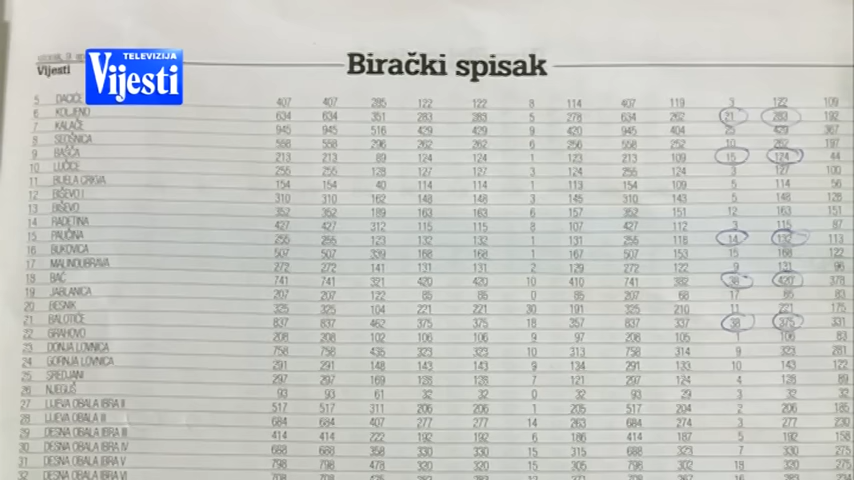 TELEVIZIJA
Vijesti
Vijesti
Birački spisak
5 DACIĆE 407 407 285 122 122 8 114 407 119 3 122 109
6 KOLJENO 634 634 351 283 283 5 278 634 262 21 283 192
7 KALAČE 945 945 516 429 429 9 420 945 404 25 429 367
8 SEOŠNICA 558 558 296 262 262 6 256 558 252 10 262 197
9 BAŠČA 213 213 89 124 124 1 123 213 109 15 124 44
10 LUČICE 255 255 128 127 127 3 124 255 124 3 127 100
11 BIJELA CRKVA 154 154 40 114 114 1 113 154 109 5 114 56
12 BIŠEVO I 310 310 162 148 148 3 145 310 143 5 148 128
13 BIŠEVO 352 352 189 163 163 6 157 352 151 12 163 151
14 RADETINA 427 427 312 115 115 8 107 427 112 3 115 87
15 PAUČINA 255 255 123 132 132 1 131 255 118 14 132 113
16 BUKOVICA 507 507 339 168 168 1 167 507 153 15 168 122
17 MALINDUBRAVA 272 272 141 131 131 2 129 272 122 9 131 96
18 BAĆ 741 741 321 420 420 10 410 741 382 38 420 378
19 JABLANICA 207 207 122 85 85 0 85 207 68 17 85 83
20 BESNIK 325 325 104 221 221 30 191 325 210 11 221 175
21 BALOTIĆE 837 837 462 375 375 18 357 837 337 38 375 331
22 GRAHOVO 208 208 102 106 106 9 97 208 105 1 106 83
23 DONJA LOVNICA 758 758 435 323 323 10 313 758 314 9 323 281
24 GORNJA LOVNICA 291 291 148 143 143 9 134 291 133 10 143 122
25 SREDJANI 297 297 169 128 128 7 121 297 124 4 128 89
26 NJEGUŠ 93 93 61 32 32 0 32 93 29 3 32 32
27 LIJEVA OBALA IBRA II 517 517 311 206 206 1 205 517 204 2 206 185
28 LIJEVA OBALA III 684 684 407 277 277 14 263 684 274 3 277 230
29 DESNA OBALA IBRA III 414 414 222 192 192 6 186 414 187 5 192 158
30 DESNA OBALA IBRA IV 688 688 358 330 330 15 315 688 323 7 330 275
31 DESNA OBALA IBRA V 798 798 478 320 320 15 305 798 302 18 320 275
32 DESNA OBALA IBRA VI 708 708